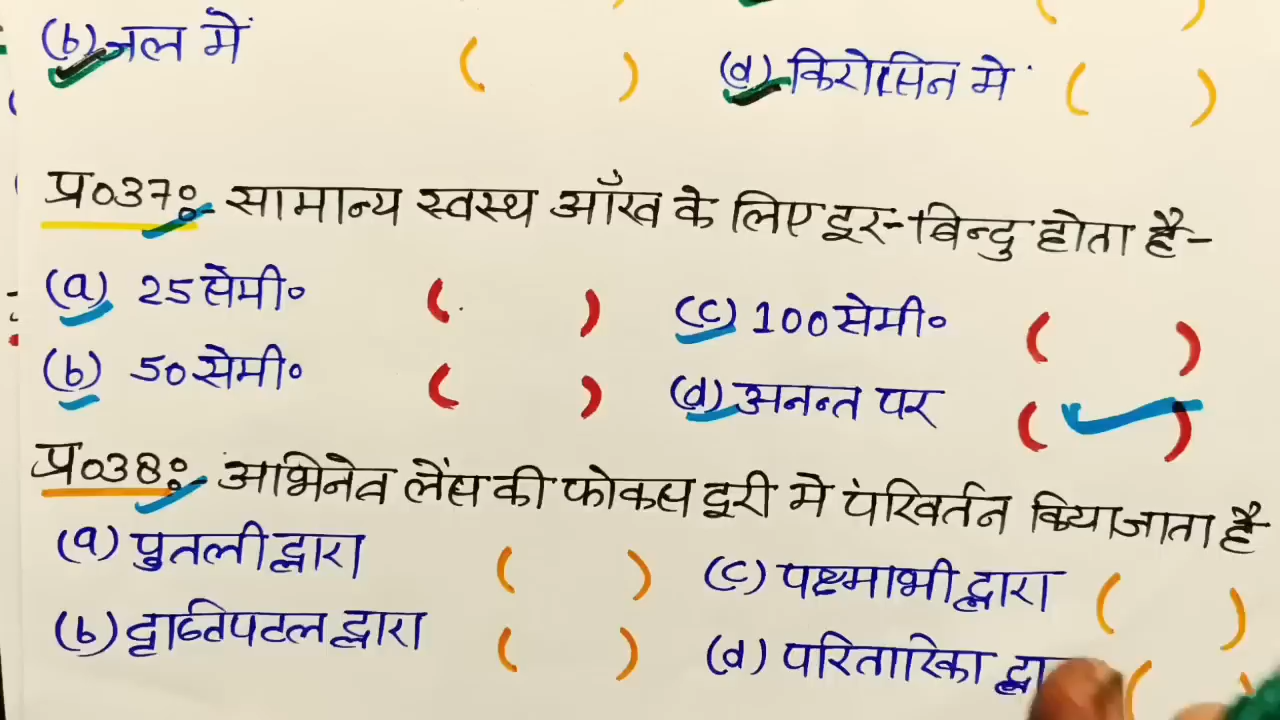 (b) जल में ( ) (d) किरोसिन मे ( )
प्र०37:- सामान्य स्वस्थ आँख के लिए दूर-बिन्दु होता है-
(a) 25 सेमी० ( ) (c) 100 सेमी० ( )
(b) 50 सेमी० ( ) (d) अनन्त पर ( )
प्र०38:- अभिनेत्र लेंस की फोकस दूरी मे परिवर्तन किया जाता है-
(a) पुतली द्वारा ( ) (c) पक्ष्माभी द्वारा ( )
(b) दृष्टिपटल द्वारा ( ) (d) परितारिका ( )